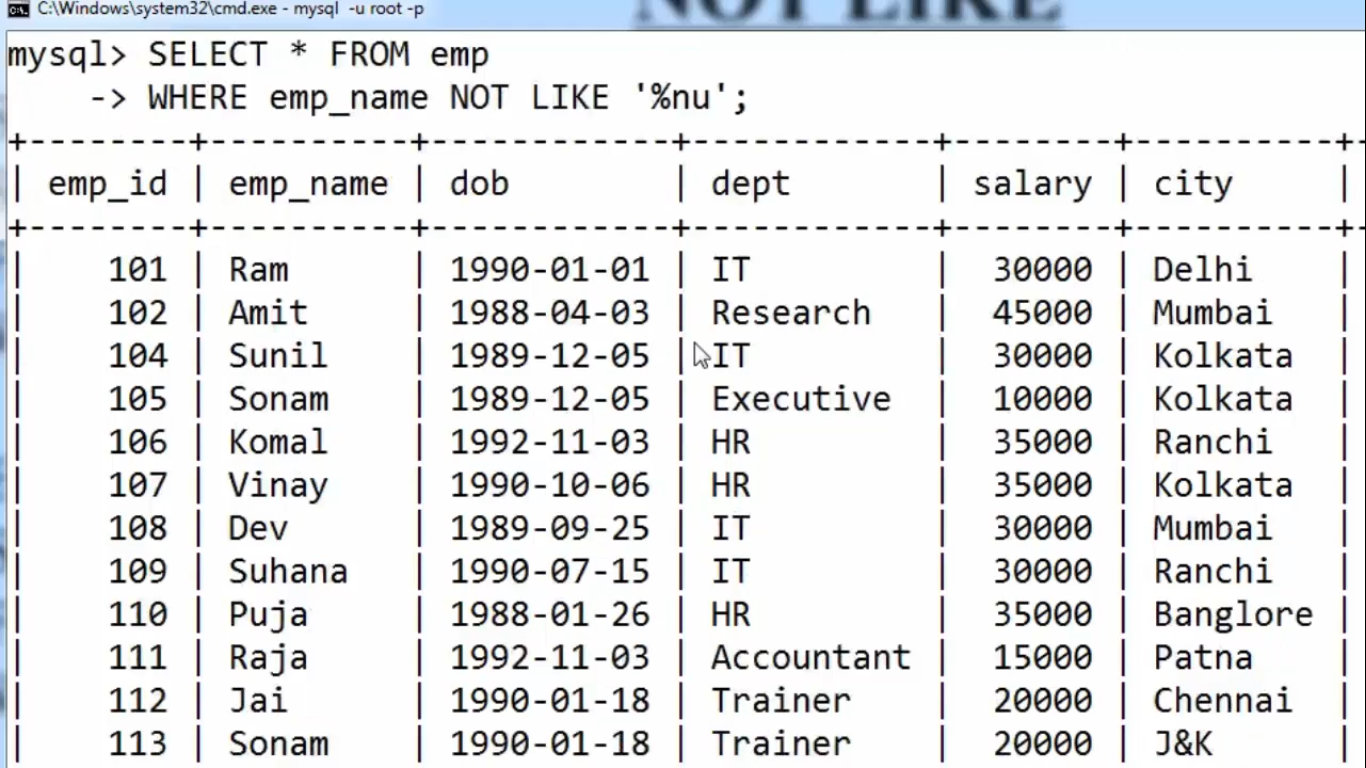 C:\Windows\system32\cmd.exe - mysql -u root -p
NOT LIKE
mysql> SELECT * FROM emp
    -> WHERE emp_name NOT LIKE '%nu';
+--------+----------+------------+------------+--------+----------+-
| emp_id | emp_name | dob        | dept       | salary | city     |
+--------+----------+------------+------------+--------+----------+-
|    101 | Ram      | 1990-01-01 | IT         |  30000 | Delhi    |
|    102 | Amit     | 1988-04-03 | Research   |  45000 | Mumbai   |
|    104 | Sunil    | 1989-12-05 | IT         |  30000 | Kolkata  |
|    105 | Sonam    | 1989-12-05 | Executive  |  10000 | Kolkata  |
|    106 | Komal    | 1992-11-03 | HR         |  35000 | Ranchi   |
|    107 | Vinay    | 1990-10-06 | HR         |  35000 | Kolkata  |
|    108 | Dev      | 1989-09-25 | IT         |  30000 | Mumbai   |
|    109 | Suhana   | 1990-07-15 | IT         |  30000 | Ranchi   |
|    110 | Puja     | 1988-01-26 | HR         |  35000 | Banglore |
|    111 | Raja     | 1992-11-03 | Accountant |  15000 | Patna    |
|    112 | Jai      | 1990-01-18 | Trainer    |  20000 | Chennai  |
|    113 | Sonam    | 1990-01-18 | Trainer    |  20000 | J&K      |